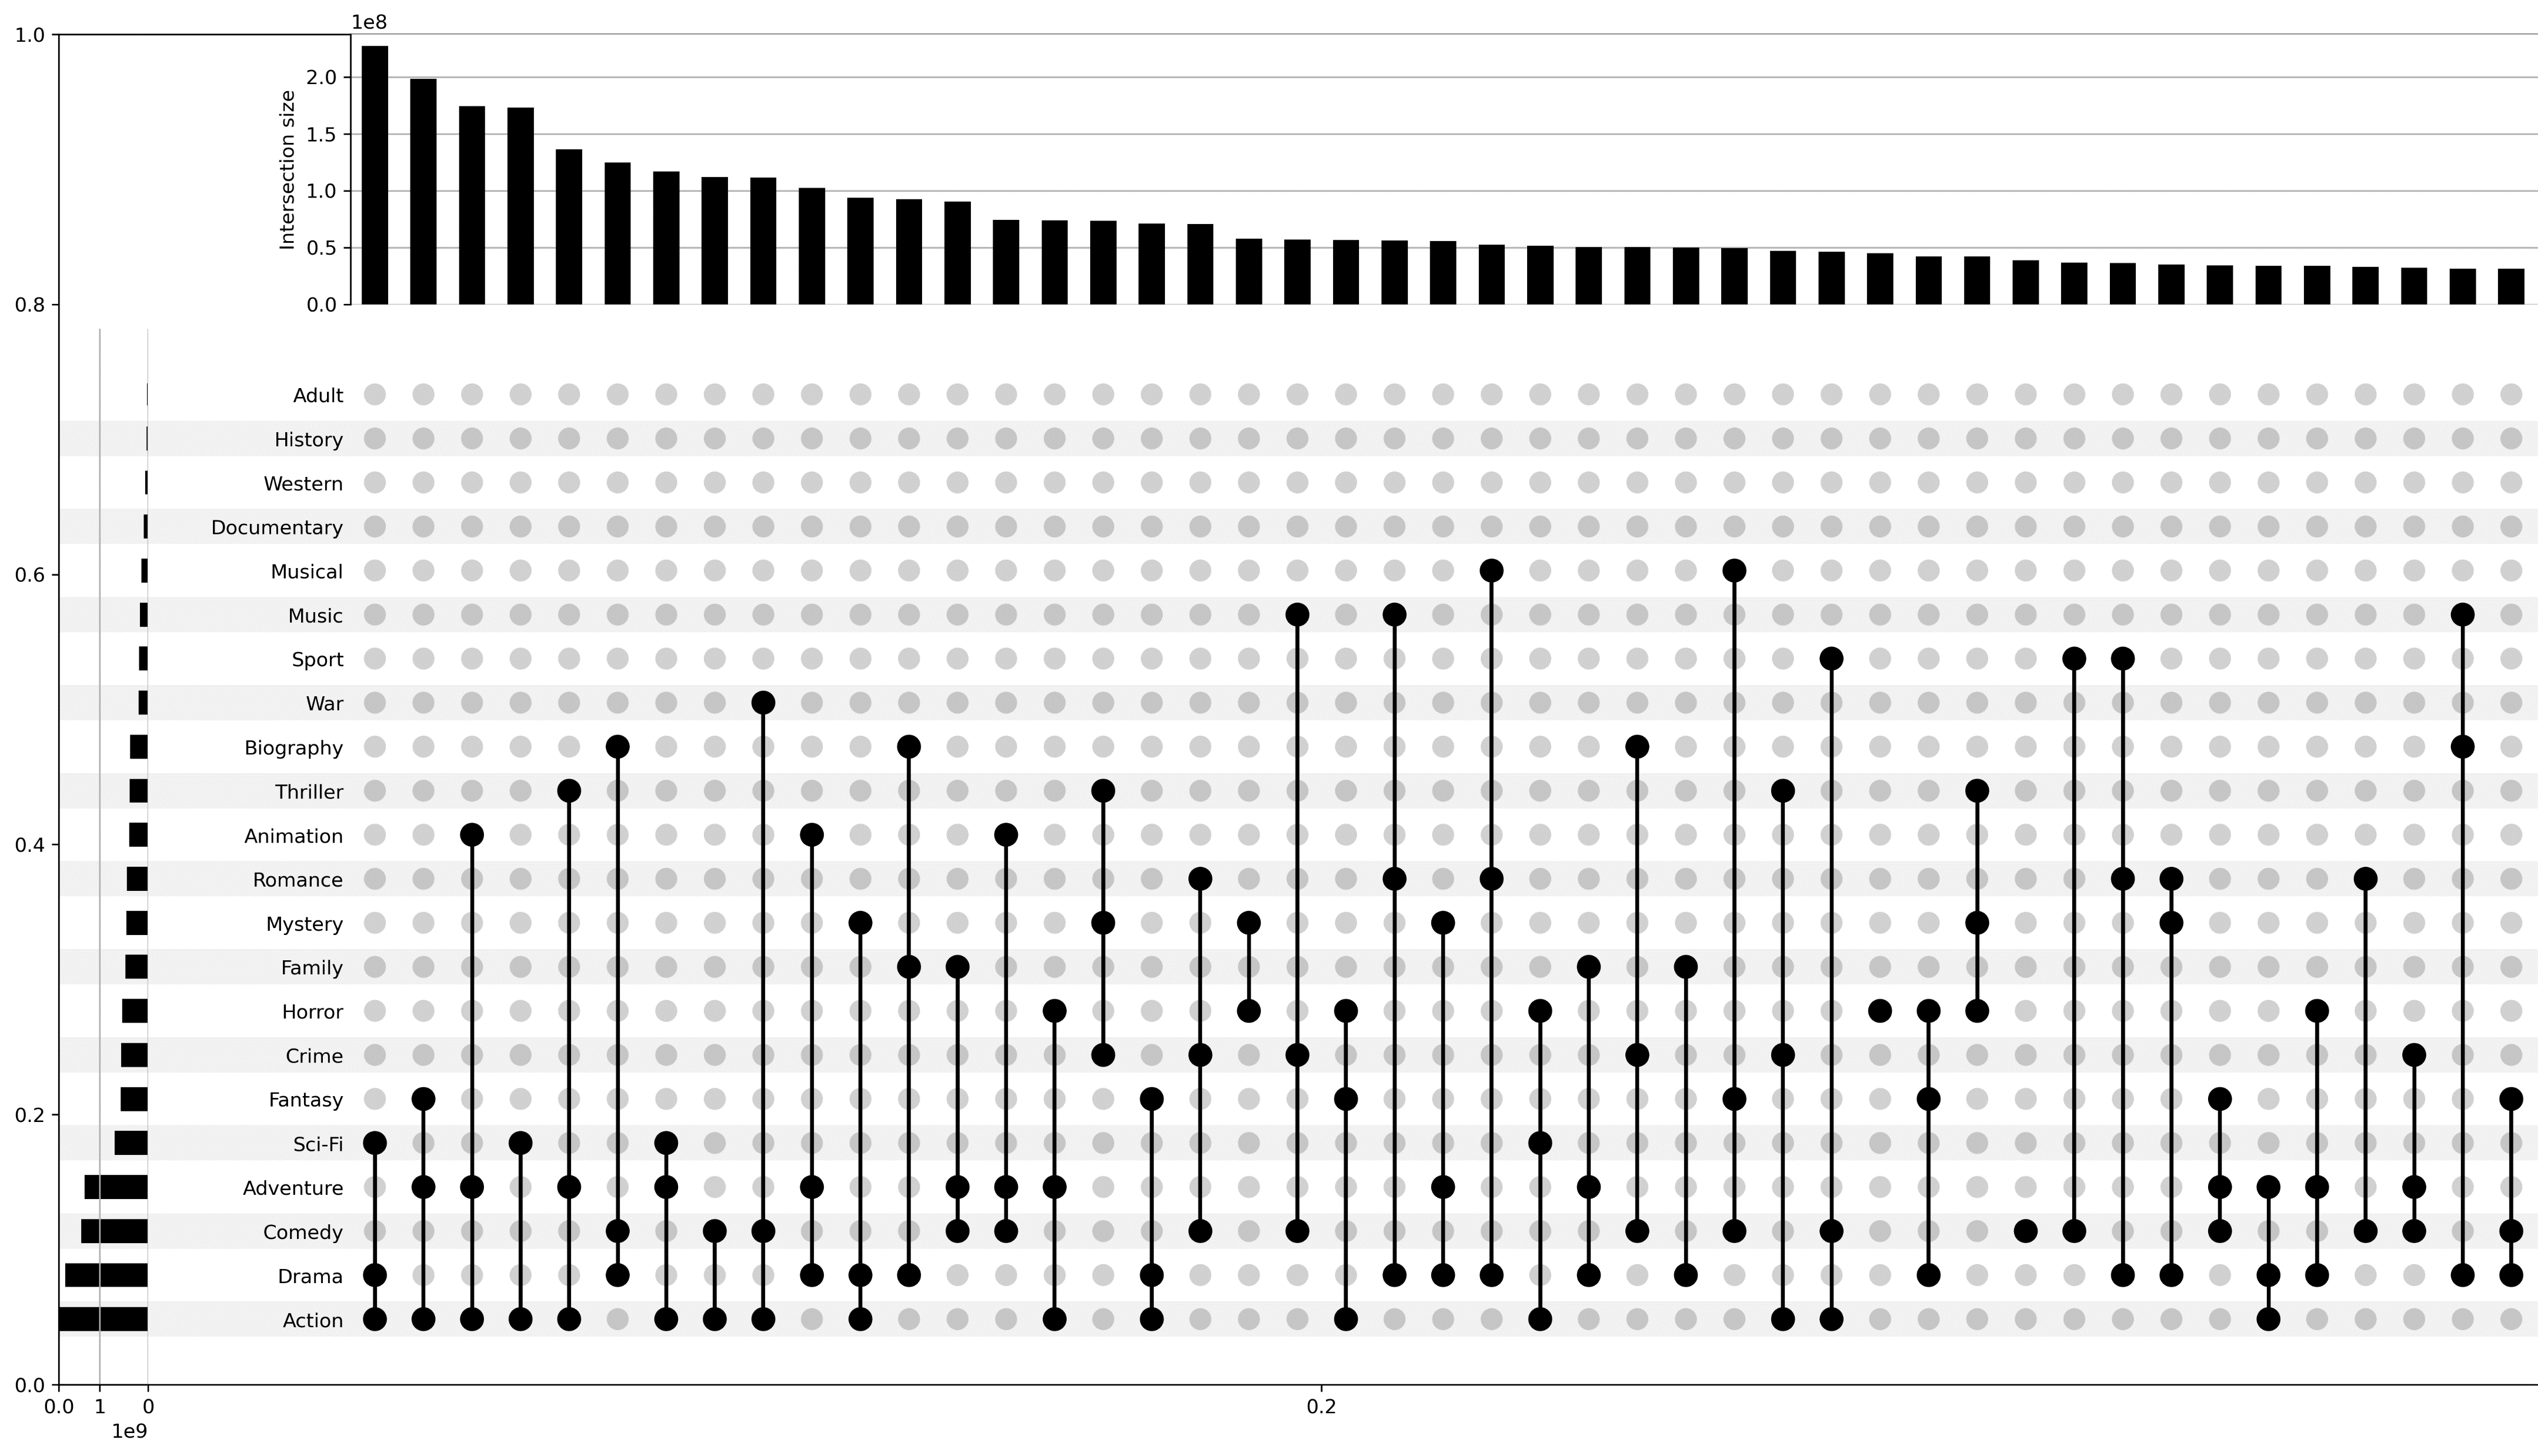 1e8
1.0
2.0
1.5
1.0
0.5
0.0
Intersection size
0.8
Adult
History
Western
Documentary
Musical
0.6
Music
Sport
War
Biography
Thriller
Animation
0.4
Romance
Mystery
Family
Horror
Crime
Fantasy
0.2
Sci-Fi
Adventure
Comedy
Drama
Action
0.0
0.0 1 0 0.2
1e9